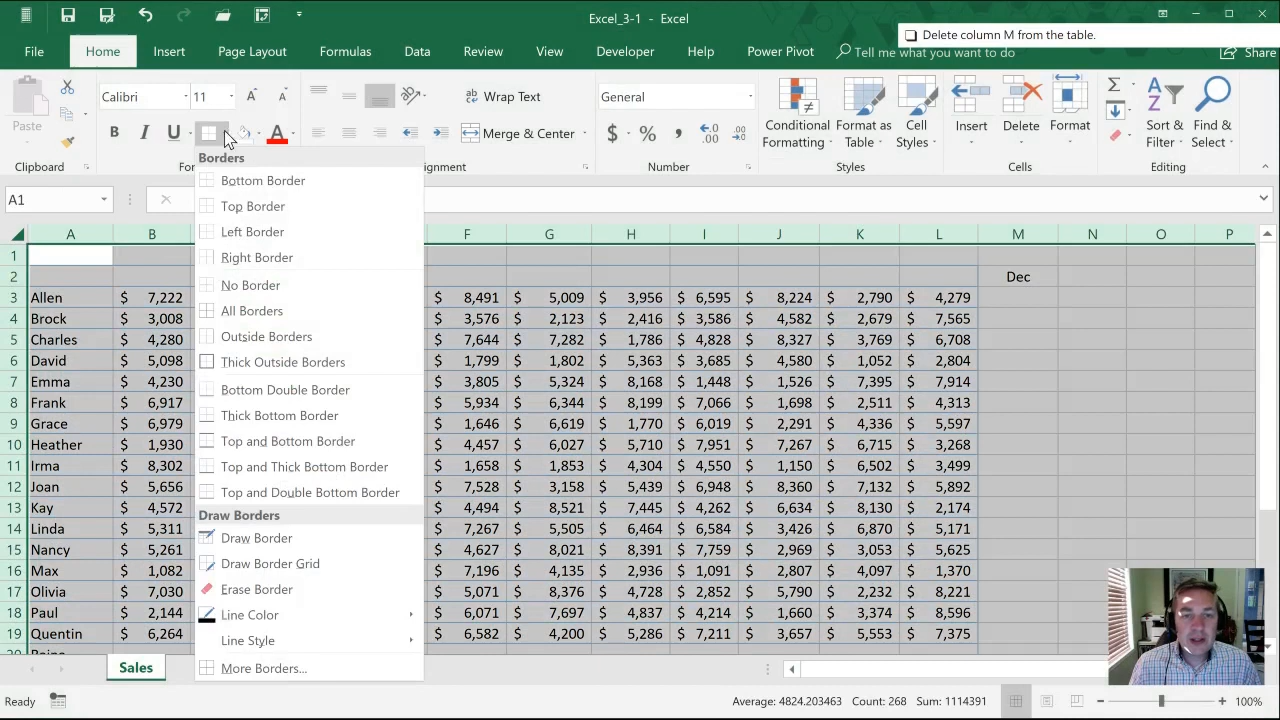 Excel_3-1 - Excel
Delete column M from the table.
File Home Insert Page Layout Formulas Data Review View Developer Help Power Pivot Tell me what you want to do Share
Paste Calibri 11 Wrap Text General Conditional Formatting Format as Table Cell Styles Insert Delete Format Sort & Filter Find & Select
B I U A Merge & Center $ % ,
Clipboard Number Styles Cells Editing
A1
Borders
Bottom Border
Top Border
Left Border
Right Border
No Border
All Borders
Outside Borders
Thick Outside Borders
Bottom Double Border
Thick Bottom Border
Top and Bottom Border
Top and Thick Bottom Border
Top and Double Bottom Border
Draw Borders
Draw Border
Draw Border Grid
Erase Border
Line Color
Line Style
More Borders...
A B F G H I J K L M N O P
1
2 Dec
3 Allen $ 7,222 $ 8,491 $ 5,009 $ 3,956 $ 6,595 $ 8,224 $ 2,790 $ 4,279
4 Brock $ 3,008 $ 3,576 $ 2,123 $ 2,416 $ 3,586 $ 4,582 $ 2,679 $ 7,565
5 Charles $ 4,280 $ 7,644 $ 7,282 $ 1,786 $ 4,828 $ 8,327 $ 3,769 $ 6,708
6 David $ 5,098 $ 1,799 $ 1,802 $ 5,363 $ 3,685 $ 4,580 $ 1,052 $ 2,804
7 Emma $ 4,230 $ 3,805 $ 5,324 $ 8,168 $ 1,448 $ 1,526 $ 7,395 $ 7,914
8 Frank $ 6,917 $ 5,934 $ 6,344 $ 8,199 $ 7,066 $ 1,698 $ 2,511 $ 4,313
9 Grace $ 6,979 $ 1,646 $ 6,619 $ 1,770 $ 6,019 $ 2,291 $ 4,336 $ 5,597
10 Heather $ 1,930 $ 4,457 $ 6,027 $ $ 7,951 $ 7,267 $ 6,715 $ 3,268
11 Irma $ 8,302 $ 1,658 $ 1,853 $ 4,304 $ 4,550 $ 1,150 $ 6,502 $ 3,499
12 Joan $ 5,656 $ 7,528 $ 3,158 $ $ 6,948 $ 8,360 $ 7,132 $ 5,892
13 Kay $ 4,572 $ 4,494 $ 8,521 $ 7,445 $ 4,262 $ 6,634 $ 8,130 $ 2,174
14 Linda $ 5,311 $ 7,267 $ 5,505 $ 6,464 $ 6,584 $ 3,426 $ 6,870 $ 5,171
15 Nancy $ 5,261 $ 4,627 $ 8,021 $ 8,391 $ 7,759 $ 2,969 $ 3,053 $ 5,625
16 Max $ 1,082 $ 7,196 $ 4,135 $ 2,936 $ 1,091 $ 2,807 $ 4,097 $ 1,370
17 Olivia $ 7,030 $ 5,071 $ 8,376 $ 4,728 $ 2,852 $ 5,790 $ 2,232 $ 8,221
18 Paul $ 2,144 $ 6,071 $ 1,697 $ 4,873 $ 4,214 $ 1,660 $ 3,374 $ 8,596
19 Quentin $ 6,264 $ 6,582 $ 4,200 $ 5,286 $ 7,211 $ 3,657 $ 5,553 $ 7,375
Sales
Ready Average: 4824.203463 Count: 268 Sum: 1114391 100%